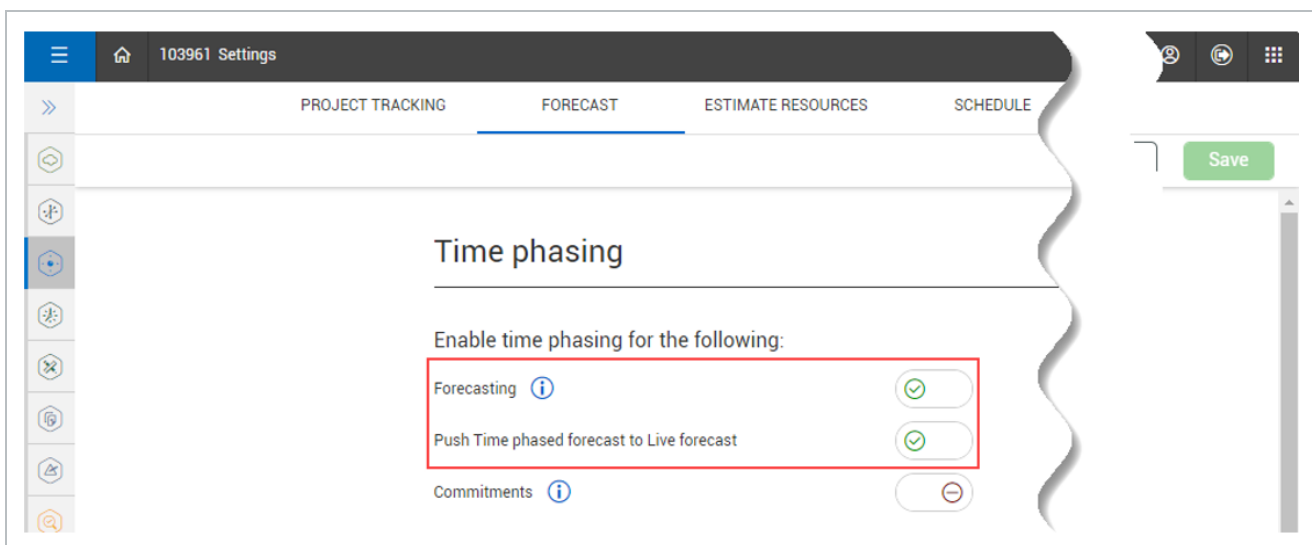 103961 Settings
PROJECT TRACKING FORECAST ESTIMATE RESOURCES SCHEDULE
Save
Time phasing
Enable time phasing for the following:
Forecasting
Push Time phased forecast to Live forecast
Commitments